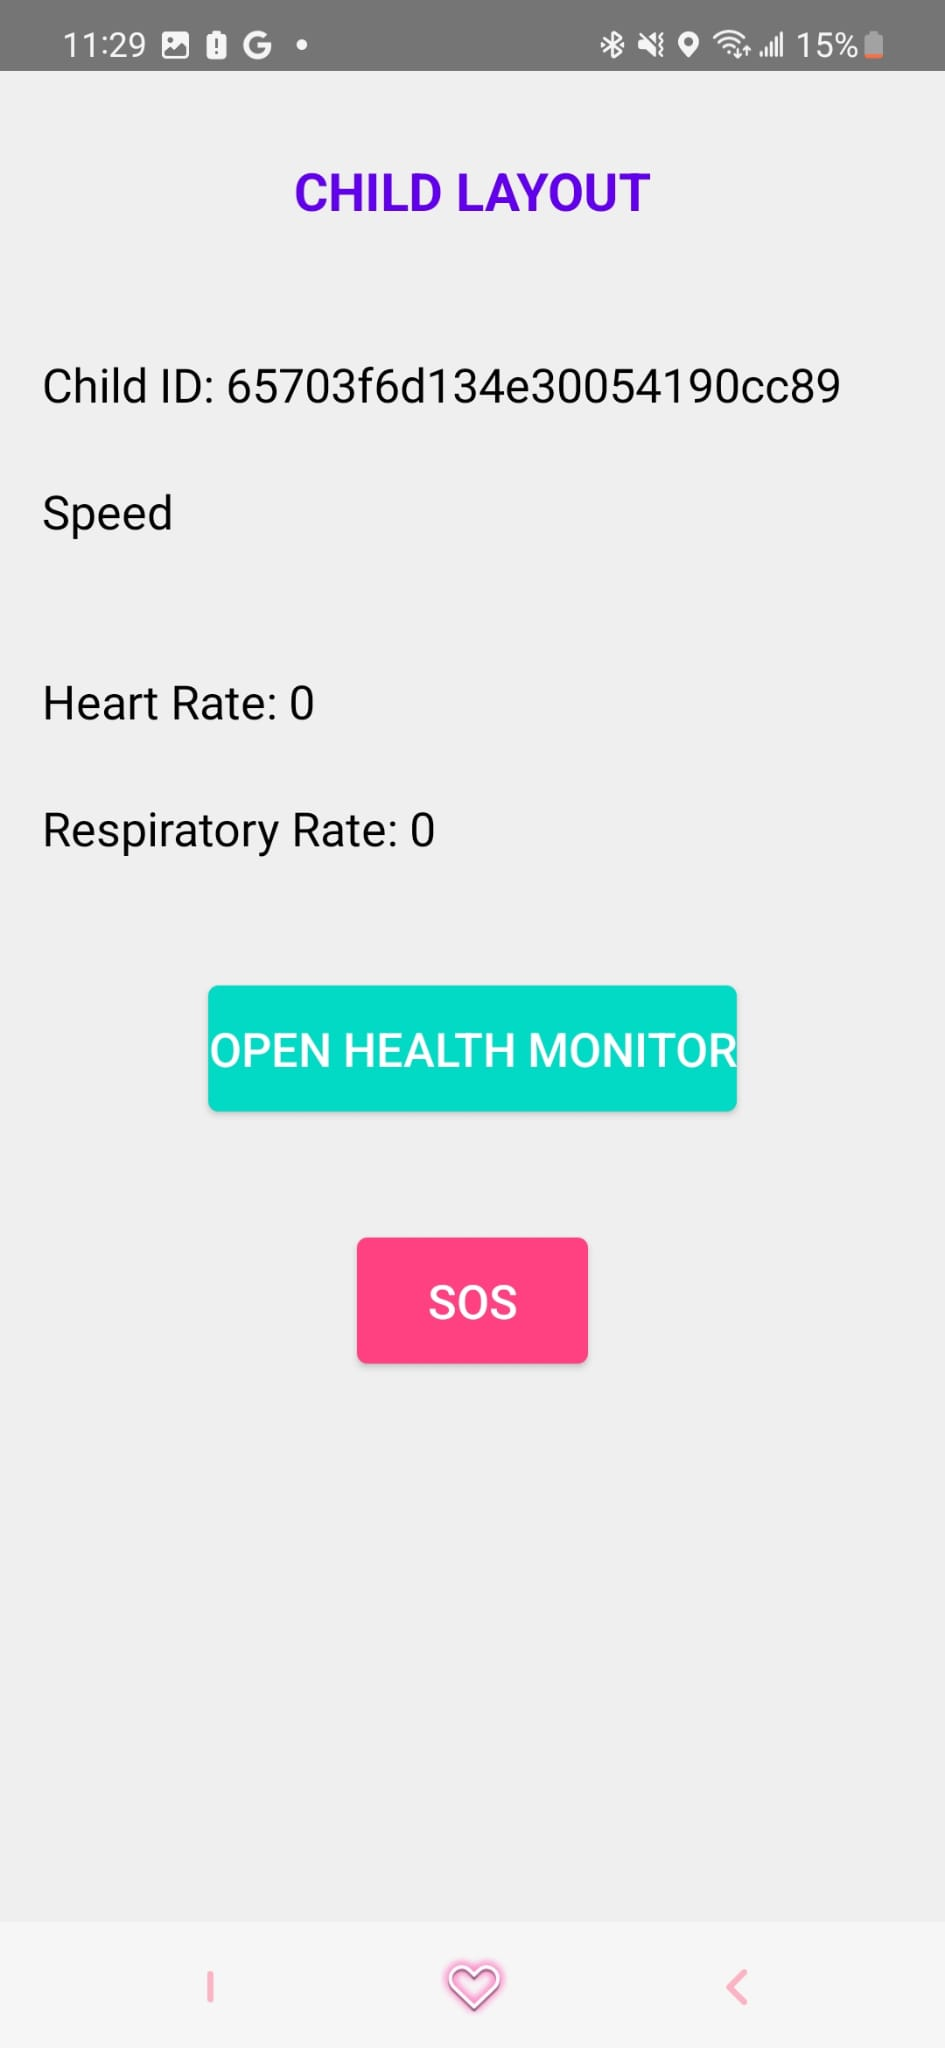 11:29 G 15%
CHILD LAYOUT
Child ID: 65703f6d134e30054190cc89
Speed
Heart Rate: 0
Respiratory Rate: 0
OPEN HEALTH MONITOR
SOS